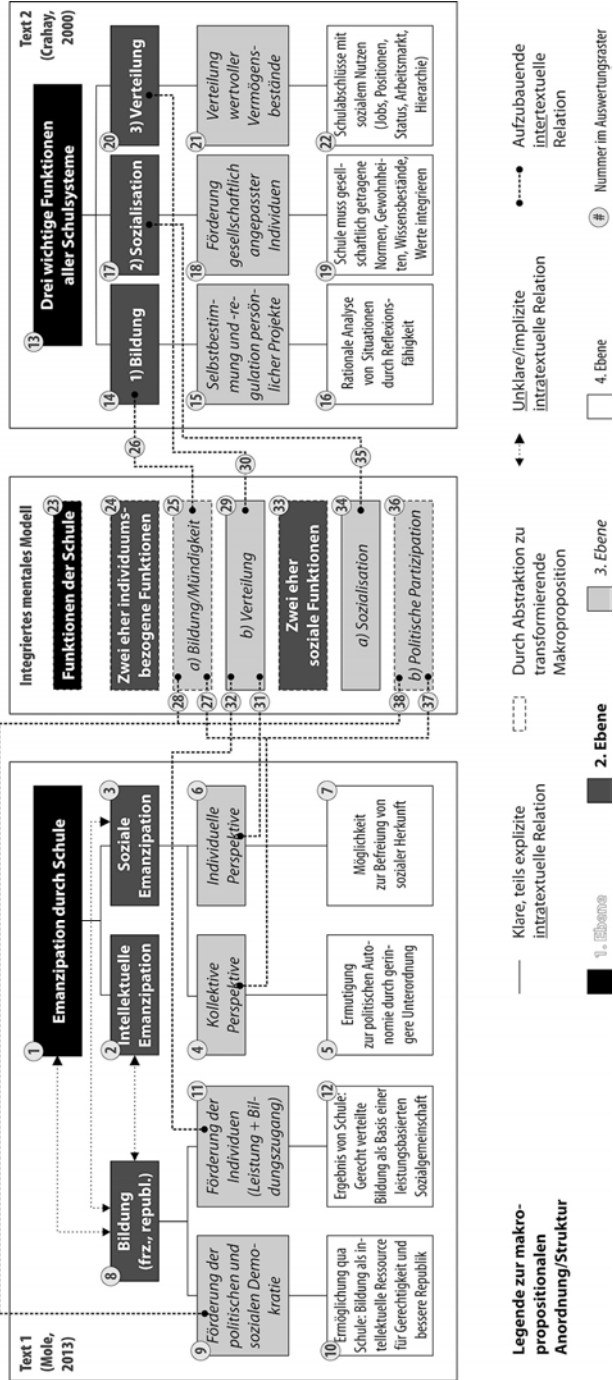 Text 1
(Mole,
2013)
1
Emanzipation durch Schule
8
Bildung
(frz., republ.)
2
Intellektuelle
Emanzipation
3
Soziale
Emanzipation
9
Förderung der
politischen und
sozialen Demo-
kratie
11
Förderung der
Individuen
(Leistung + Bil-
dungszugang)
4
Kollektive
Perspektive
6
Individuelle
Perspektive
10
Ermöglichung qua
Schule: Bildung als in-
tellektuelle Ressource
für Gerechtigkeit und
bessere Republik
12
Ergebnis von Schule:
Gerecht verteilte
Bildung als Basis einer
leistungsbasierten
Sozialgemeinschaft
5
Ermutigung
zur politischen Auto-
nomie durch gerin-
gere Unterordnung
7
Möglichkeit
zur Befreiung von
sozialer Herkunft
Integriertes mentales Modell
23
Funktionen der Schule
24
Zwei eher individuums-
bezogene Funktionen
28
25
a) Bildung/Mündigkeit
27
26
32
29
b) Verteilung
31
30
33
Zwei eher
soziale Funktionen
34
a) Sozialisation
35
38
36
b) Politische Partizipation
37
Text 2
(Crahay,
2000)
13
Drei wichtige Funktionen
aller Schulsysteme
14
1) Bildung
17
2) Sozialisation
20
3) Verteilung
15
Selbstbestim-
mung und -re-
gulation persön-
licher Projekte
18
Förderung
gesellschaftlich
angepasster
Individuen
21
Verteilung
wertvoller
Vermögens-
bestände
16
Rationale Analyse
von Situationen
durch Reflexions-
fähigkeit
19
Schule muss gesell-
schaftlich getragene
Normen, Gewohnhei-
ten, Wissensbestände,
Werte integrieren
22
Schulabschlüsse mit
sozialem Nutzen
(Jobs, Positionen,
Status, Arbeitsmarkt,
Hierarchie)
Legende zur makro-
propositionalen
Anordnung/Struktur
Klare, teils explizite
intratextuelle Relation
Durch Abstraktion zu
transformierende
Makroproposition
Unklare/implizite
intratextuelle Relation
Aufzubauende
intertextuelle
Relation
1. Ebene
2. Ebene
3. Ebene
4. Ebene
# Nummer im Auswertungsraster